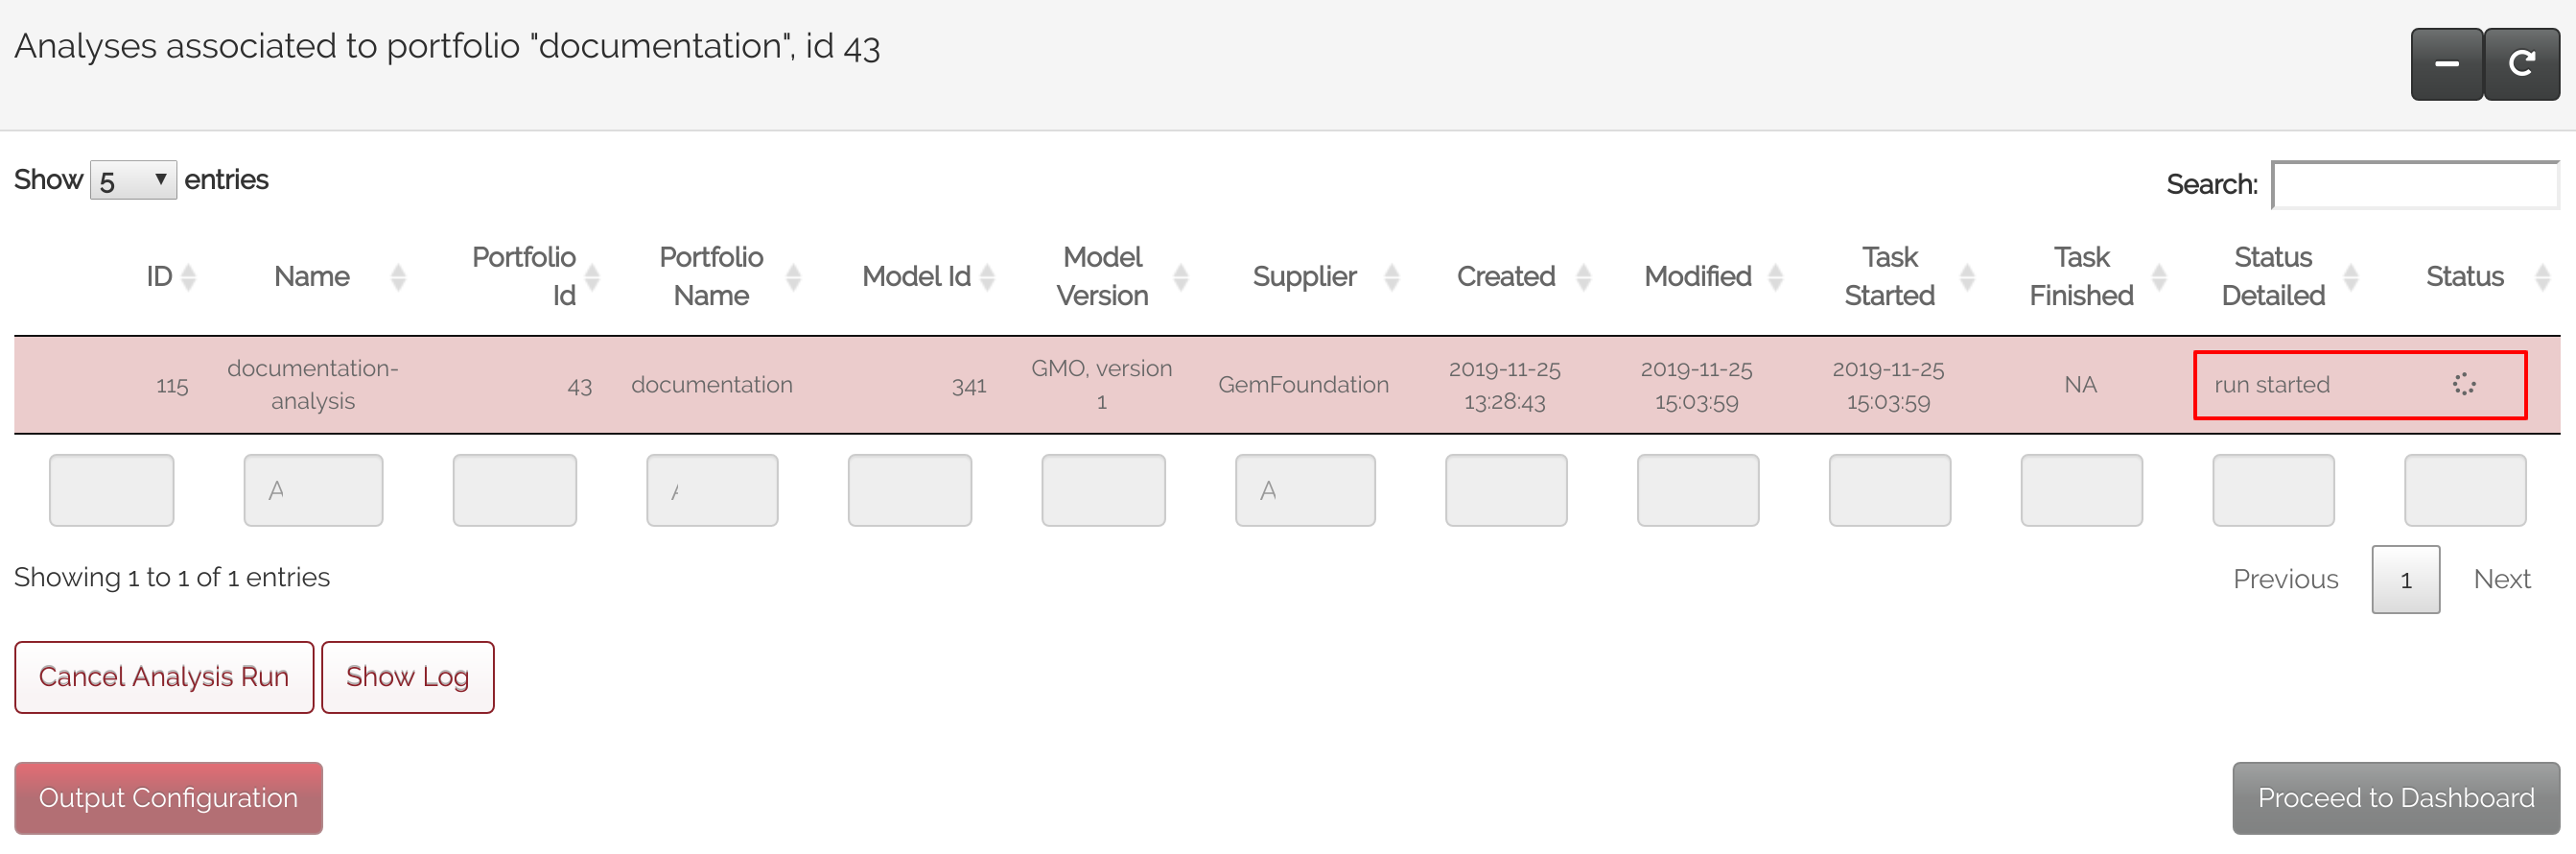 Analyses associated to portfolio "documentation", id 43
Show 5 entries
Search:
ID Name Portfolio Id Portfolio Name Model Id Model Version Supplier Created Modified Task Started Task Finished Status Detailed Status
115 documentation-analysis 43 documentation 341 GMO, version 1 GemFoundation 2019-11-25 13:28:43 2019-11-25 15:03:59 2019-11-25 15:03:59 NA run started
A A A
Showing 1 to 1 of 1 entries
Previous 1 Next
Cancel Analysis Run Show Log
Output Configuration Proceed to Dashboard